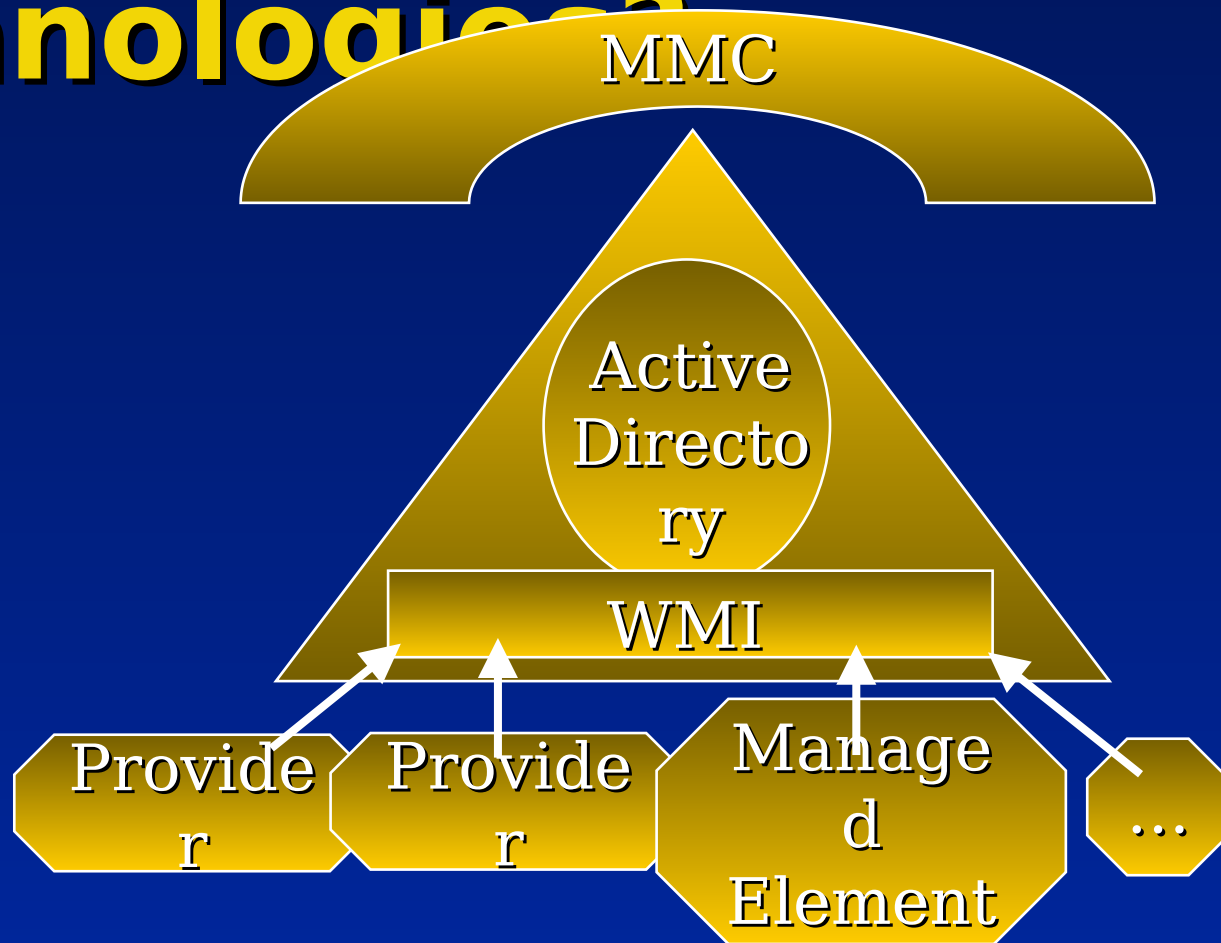 nologies?
MMC
Active
Directo
ry
WMI
Provide
r
Provide
r
Manage
d
Element
...